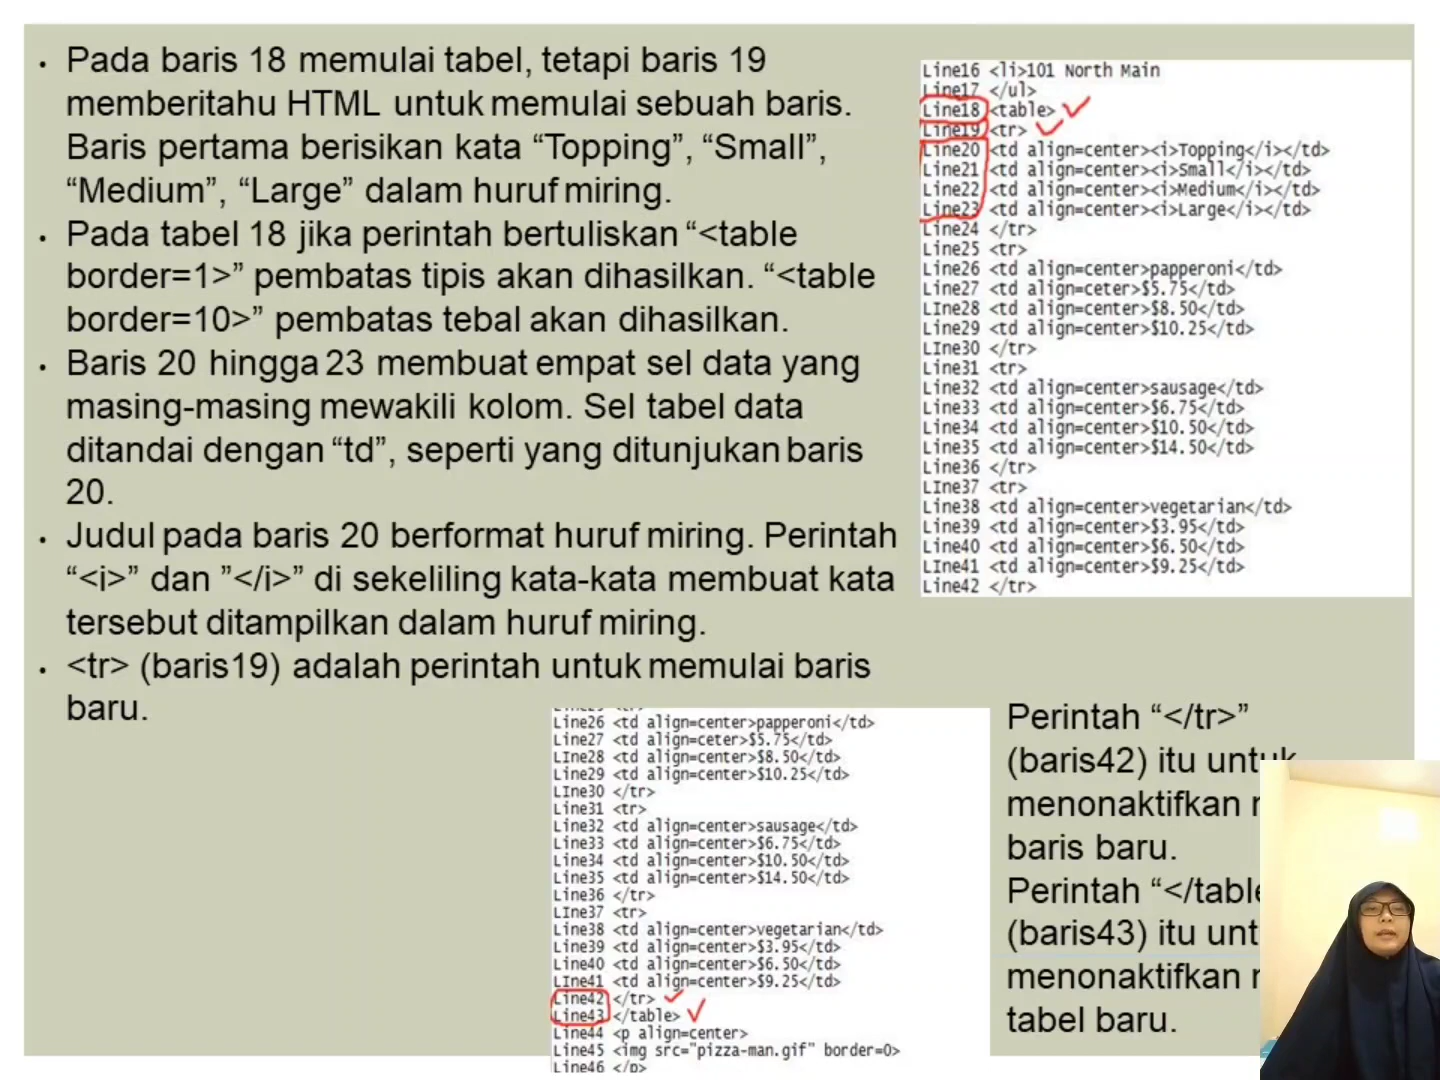 • Pada baris 18 memulai tabel, tetapi baris 19
memberitahu HTML untuk memulai sebuah baris.
Baris pertama berisikan kata “Topping”, “Small”,
“Medium”, “Large” dalam huruf miring.
• Pada tabel 18 jika perintah bertuliskan “<table
border=1>” pembatas tipis akan dihasilkan. “<table
border=10>” pembatas tebal akan dihasilkan.
• Baris 20 hingga 23 membuat empat sel data yang
masing-masing mewakili kolom. Sel tabel data
ditandai dengan “td”, seperti yang ditunjukan baris
20.
• Judul pada baris 20 berformat huruf miring. Perintah
“<i>” dan ”</i>” di sekeliling kata-kata membuat kata
tersebut ditampilkan dalam huruf miring.
• <tr> (baris19) adalah perintah untuk memulai baris
baru.
Line16 <li>101 North Main
Line17 </ul>
Line18 <table>
Line19 <tr>
Line20 <td align=center><i>Topping</i></td>
Line21 <td align=center><i>Small</i></td>
Line22 <td align=center><i>Medium</i></td>
Line23 <td align=center><i>Large</i></td>
Line24 </tr>
Line25 <tr>
Line26 <td align=center>papperoni</td>
Line27 <td align=ceter>$5.75</td>
LIne28 <td align=center>$8.50</td>
Line29 <td align=center>$10.25</td>
LIne30 </tr>
LIne31 <tr>
Line32 <td align=center>sausage</td>
Line33 <td align=center>$6.75</td>
Line34 <td align=center>$10.50</td>
Line35 <td align=center>$14.50</td>
Line36 </tr>
LIne37 <tr>
Line38 <td align=center>vegetarian</td>
Line39 <td align=center>$3.95</td>
Line40 <td align=center>$6.50</td>
LIne41 <td align=center>$9.25</td>
Line42 </tr>
Line26 <td align=center>papperoni</td>
Line27 <td align=ceter>$5.75</td>
LIne28 <td align=center>$8.50</td>
Line29 <td align=center>$10.25</td>
LIne30 </tr>
LIne31 <tr>
Line32 <td align=center>sausage</td>
Line33 <td align=center>$6.75</td>
Line34 <td align=center>$10.50</td>
Line35 <td align=center>$14.50</td>
Line36 </tr>
LIne37 <tr>
Line38 <td align=center>vegetarian</td>
Line39 <td align=center>$3.95</td>
Line40 <td align=center>$6.50</td>
LIne41 <td align=center>$9.25</td>
Line42 </tr>
Line43 </table>
Line44 <p align=center>
Line45 <img src="pizza-man.gif" border=0>
Line46 </p>
Perintah “</tr>”
(baris42) itu untuk
menonaktifkan
baris baru.
Perintah “</table
(baris43) itu unt
menonaktifkan
tabel baru.